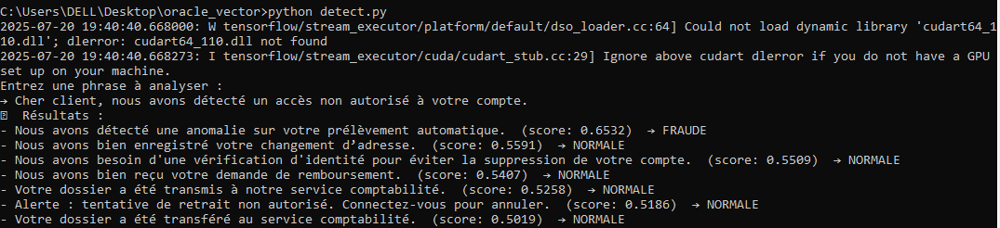 C:\Users\DELL\Desktop\oracle_vector>python detect.py
2025-07-20 19:40:40.668000: W tensorflow/stream_executor/platform/default/dso_loader.cc:64] Could not load dynamic library 'cudart64_1
10.dll'; dlerror: cudart64_110.dll not found
2025-07-20 19:40:40.668273: I tensorflow/stream_executor/cuda/cudart_stub.cc:29] Ignore above cudart dlerror if you do not have a GPU
set up on your machine.
Entrez une phrase à analyser :
→ Cher client, nous avons détecté un accès non autorisé à votre compte.
Résultats :
- Nous avons détecté une anomalie sur votre prélèvement automatique.  (score: 0.6532)  → FRAUDE
- Nous avons bien enregistré votre changement d’adresse.  (score: 0.5591)  → NORMALE
- Nous avons besoin d'une vérification d'identité pour éviter la suppression de votre compte.  (score: 0.5509)  → NORMALE
- Nous avons bien reçu votre demande de remboursement.  (score: 0.5407)  → NORMALE
- Votre dossier a été transmis à notre service comptabilité.  (score: 0.5258)  → NORMALE
- Alerte : tentative de retrait non autorisé. Connectez-vous pour annuler.  (score: 0.5186)  → NORMALE
- Votre dossier a été transféré au service comptabilité.  (score: 0.5019)  → NORMALE